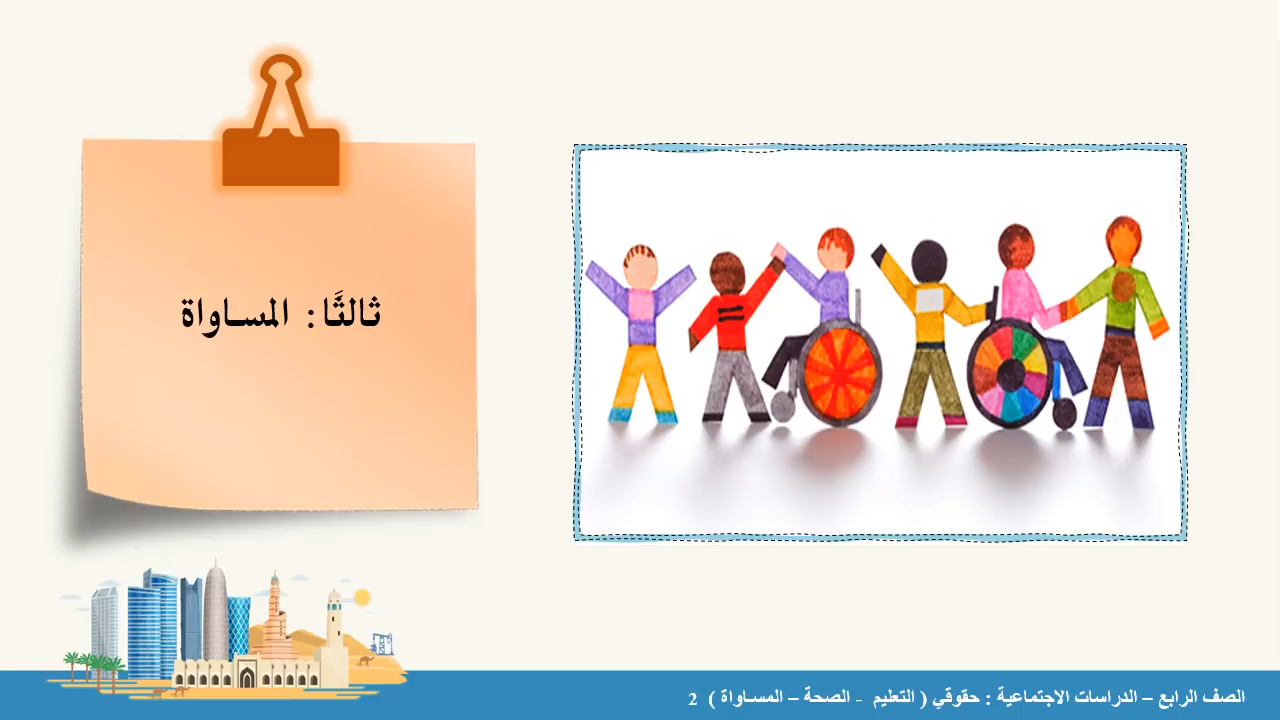 ثالثًا: المساواة
الصف الرابع – الدراسات الاجتماعية : حقوقي ( التعليم - الصحة – المساواة ) 2